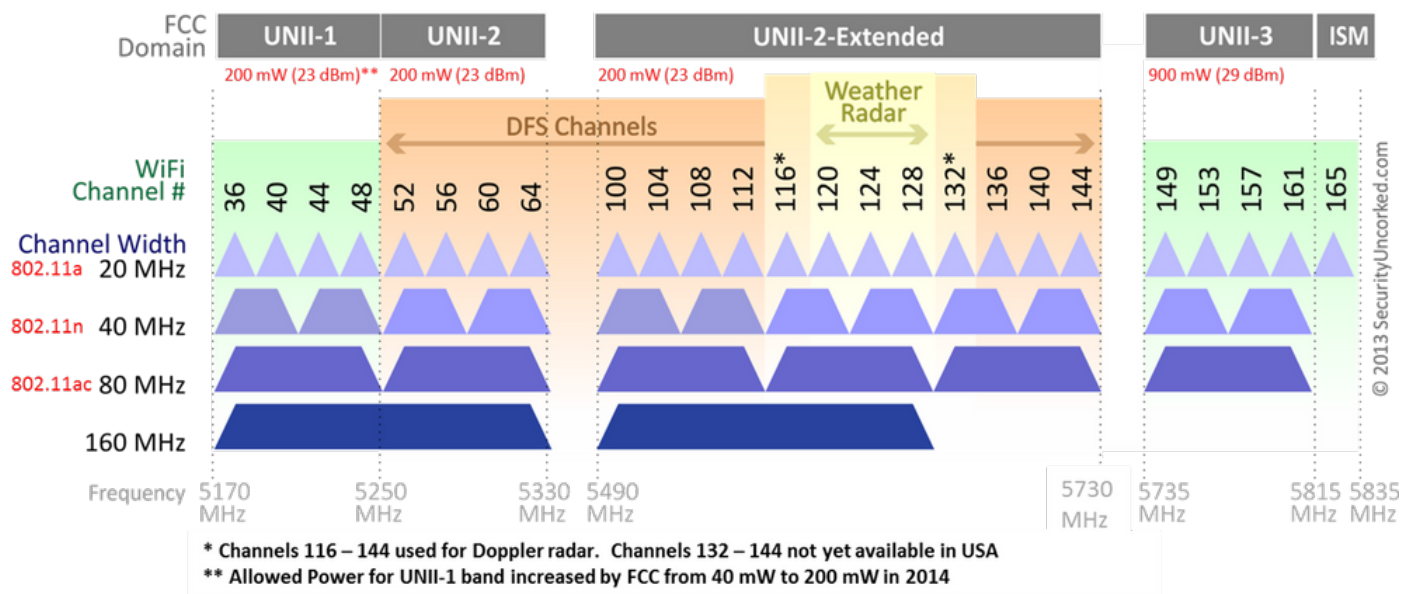 FCC
Domain
UNII-1
UNII-2
UNII-2-Extended
UNII-3
ISM
200 mW (23 dBm)**
200 mW (23 dBm)
200 mW (23 dBm)
900 mW (29 dBm)
Weather
Radar
DFS Channels
WiFi
Channel #
36
40
44
48
52
56
60
64
100
104
108
112
116*
120
124
128
132*
136
140
144
149
153
157
161
165
Channel Width
802.11a 20 MHz
802.11n 40 MHz
802.11ac 80 MHz
160 MHz
Frequency
5170
MHz
5250
MHz
5330
MHz
5490
MHz
5730
MHz
5735
MHz
5815
MHz
5835
MHz
© 2013 SecurityUncorked.com
* Channels 116 – 144 used for Doppler radar. Channels 132 – 144 not yet available in USA
** Allowed Power for UNII-1 band increased by FCC from 40 mW to 200 mW in 2014